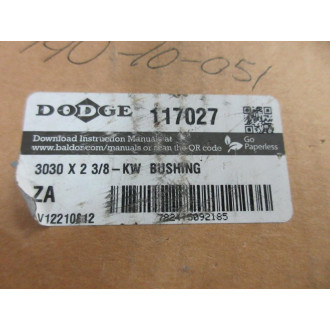 140-10-051
DODGE 117027
Download Instruction Manuals at
www.baldor.com/manuals or scan the QR code
Go
Paperless
3030 X 2 3/8-KW BUSHING
ZA
V12210612
782475092185